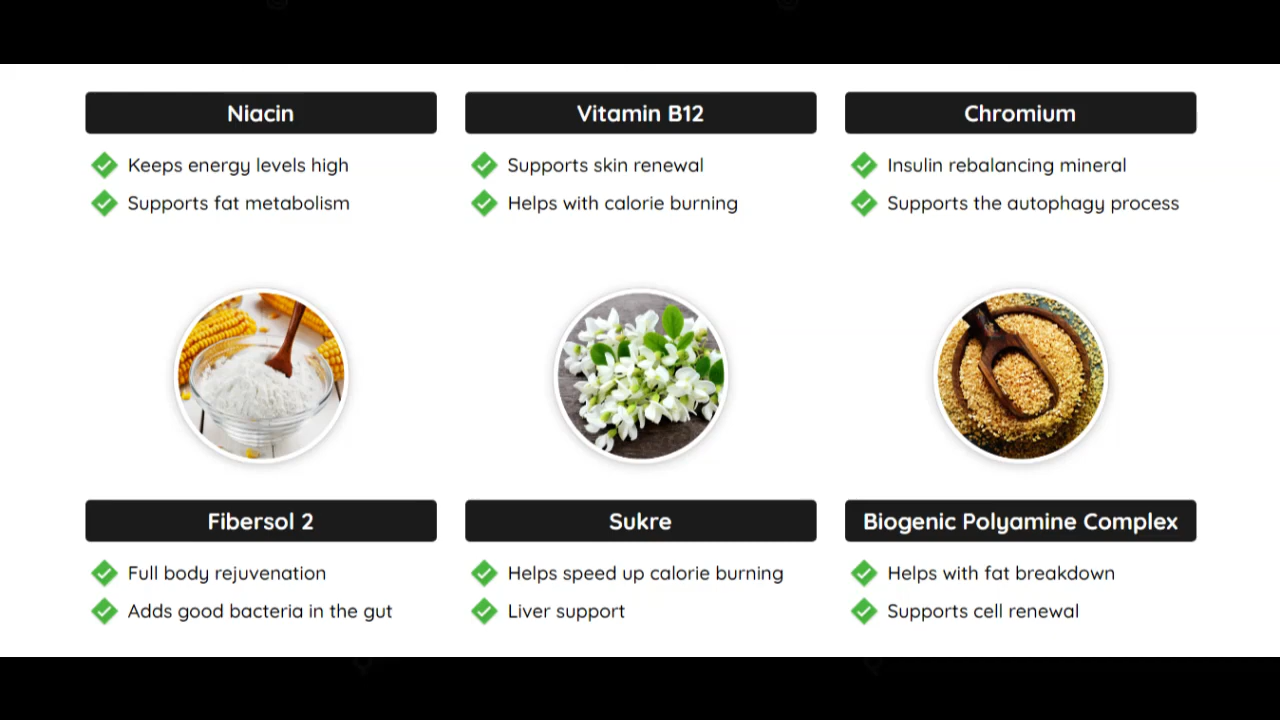 Niacin
Keeps energy levels high
Supports fat metabolism
Vitamin B12
Supports skin renewal
Helps with calorie burning
Chromium
Insulin rebalancing mineral
Supports the autophagy process
Fibersol 2
Full body rejuvenation
Adds good bacteria in the gut
Sukre
Helps speed up calorie burning
Liver support
Biogenic Polyamine Complex
Helps with fat breakdown
Supports cell renewal